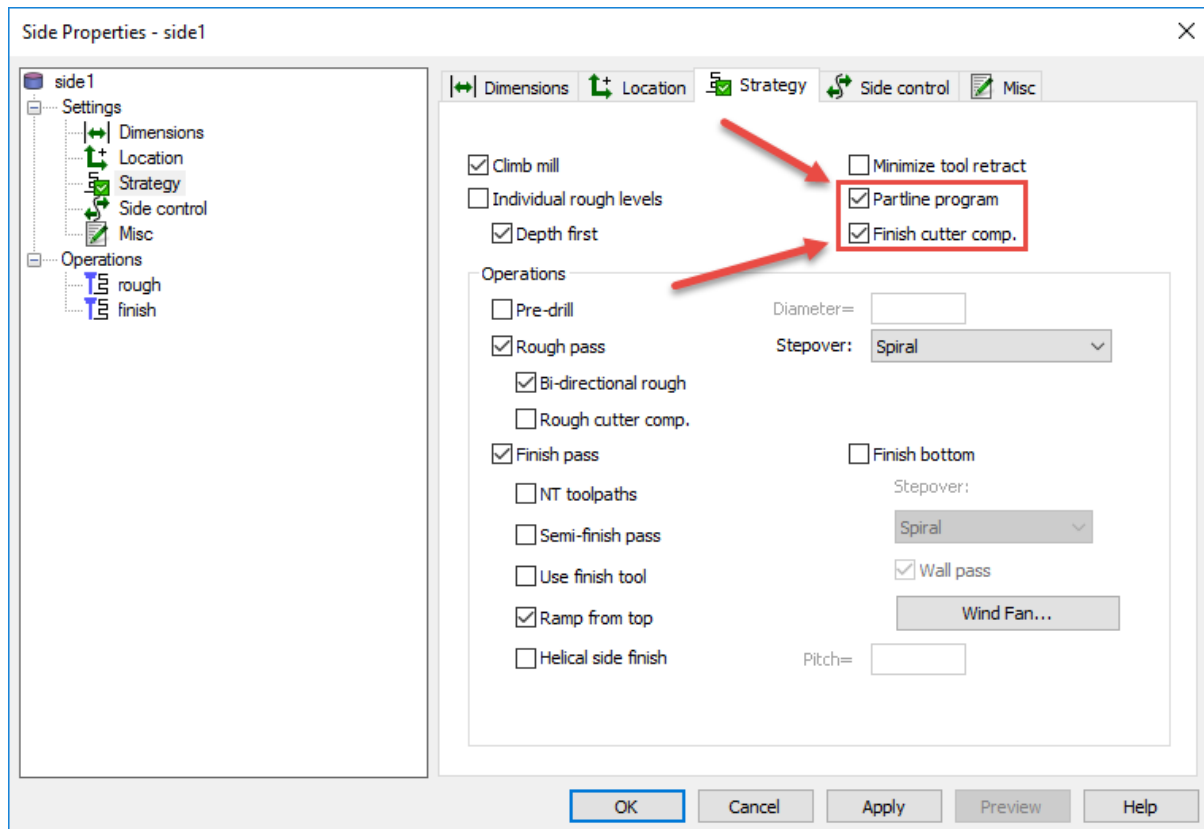 Side Properties - side1
side1
Settings
Dimensions
Location
Strategy
Side control
Misc
Operations
rough
finish
Dimensions Location Strategy Side control Misc
Climb mill Minimize tool retract
Individual rough levels Partline program
Depth first Finish cutter comp.
Operations
Pre-drill Diameter=
Rough pass Stepover: Spiral
Bi-directional rough
Rough cutter comp.
Finish pass Finish bottom
NT toolpaths Stepover:
Semi-finish pass Spiral
Use finish tool Wall pass
Ramp from top Wind Fan...
Helical side finish Pitch=
OK Cancel Apply Preview Help